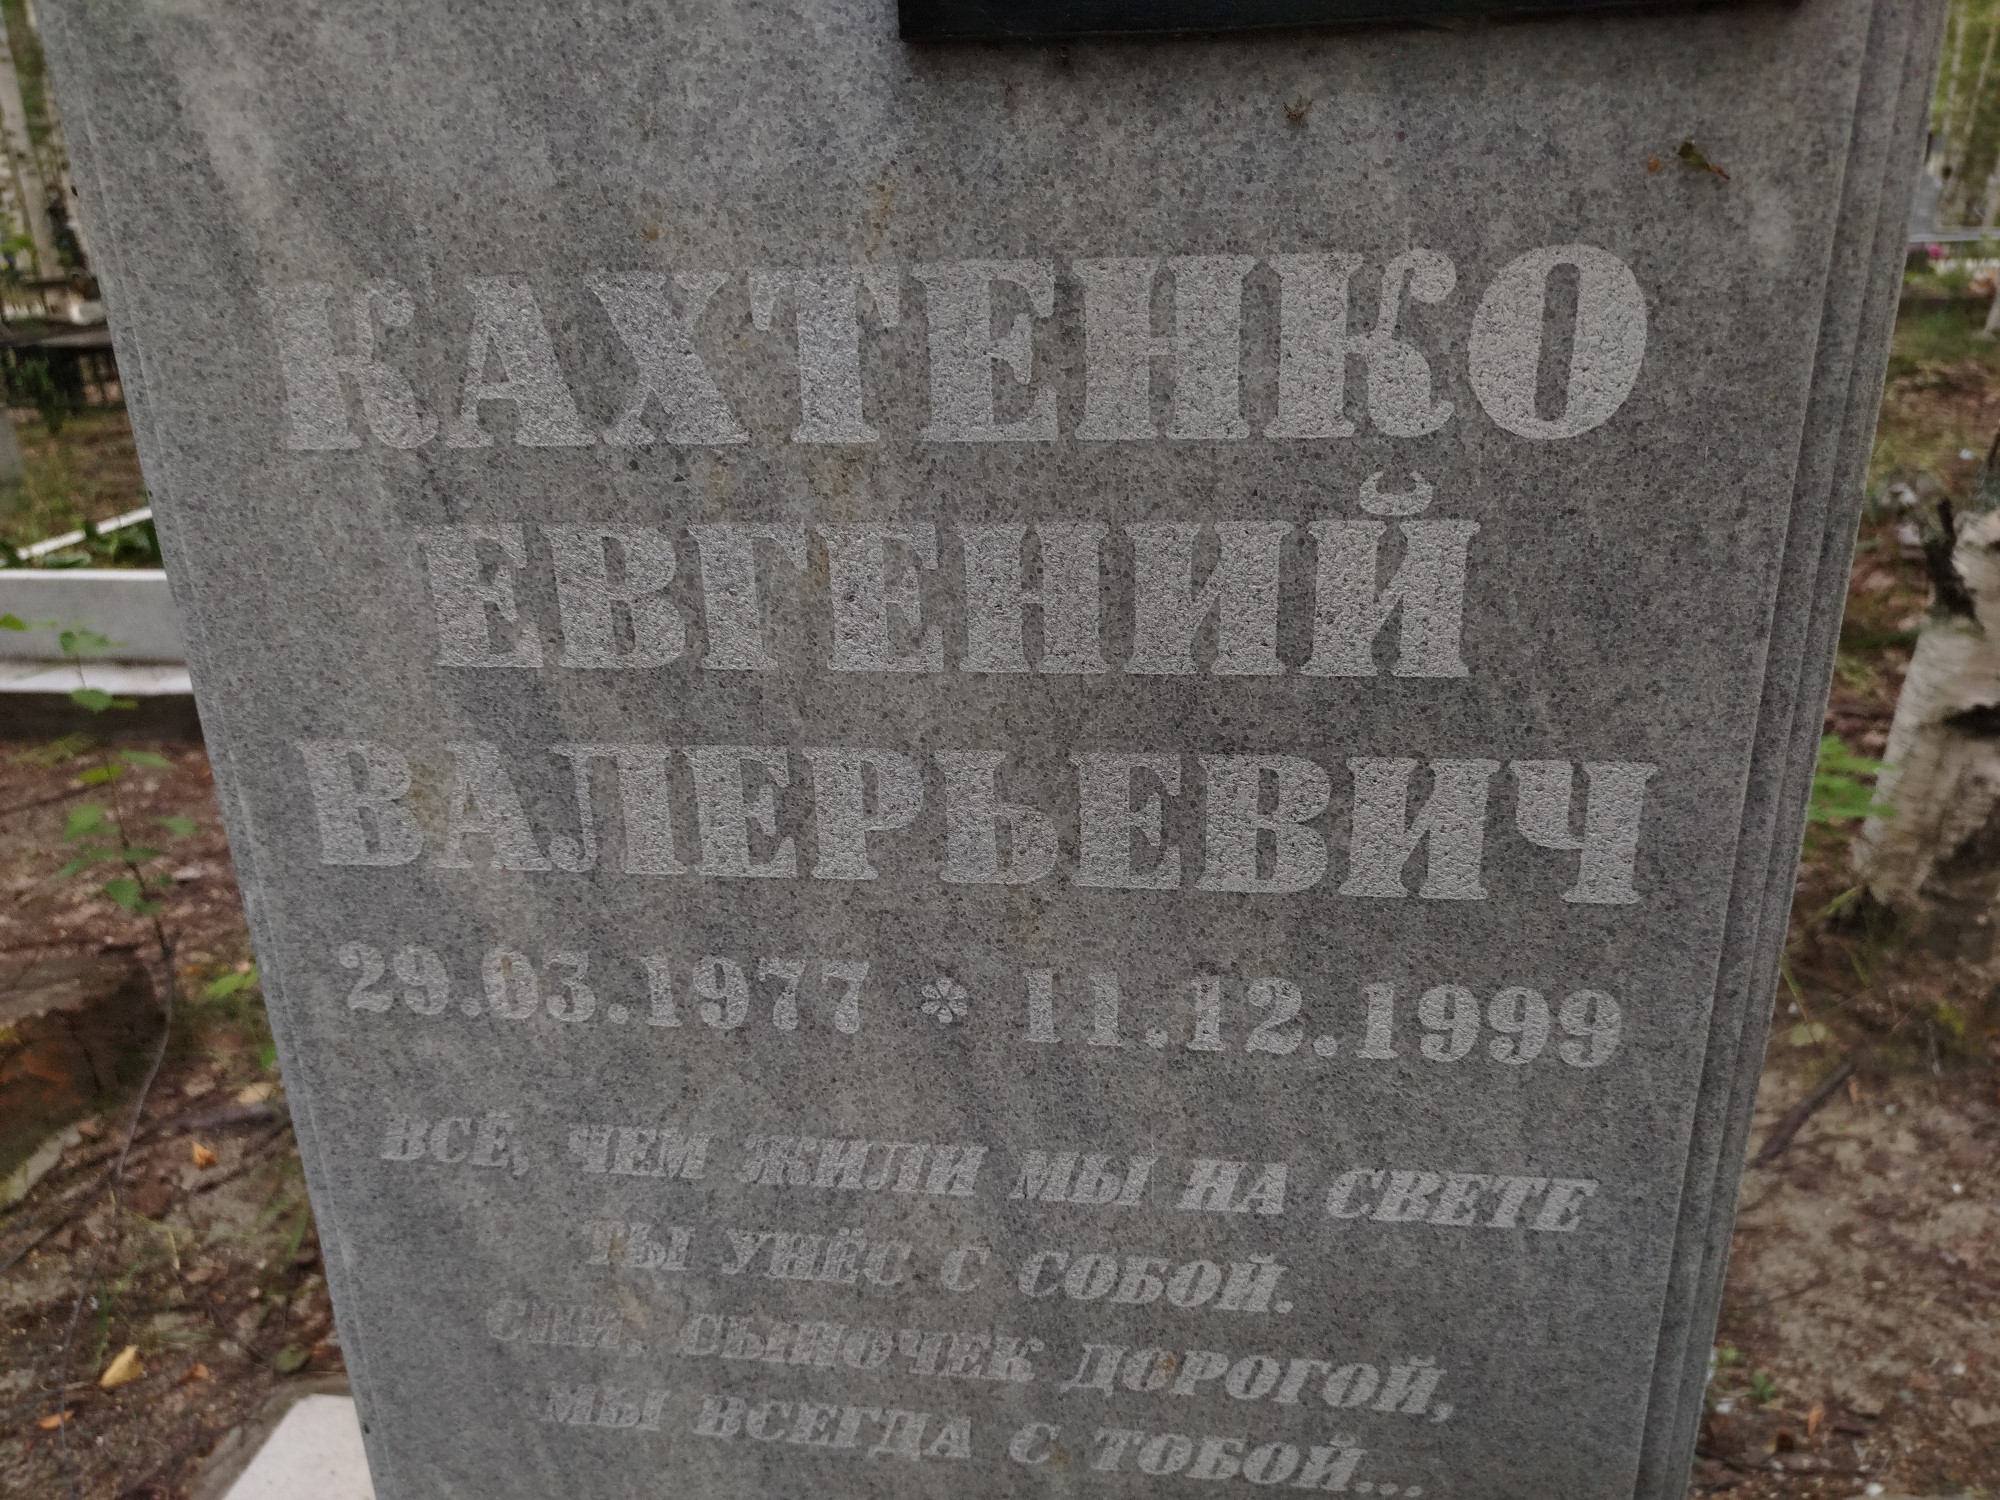 КАХТЕНКО
ЕВГЕНИЙ
ВАЛЕРЬЕВИЧ
29.03.1977 * 11.12.1999
ВСЁ, ЧЕМ ЖИЛИ МЫ НА СВЕТЕ
ТЫ УНЁС С СОБОЙ.
СПИ, СЫНОЧЕК ДОРОГОЙ,
МЫ ВСЕГДА С ТОБОЙ...